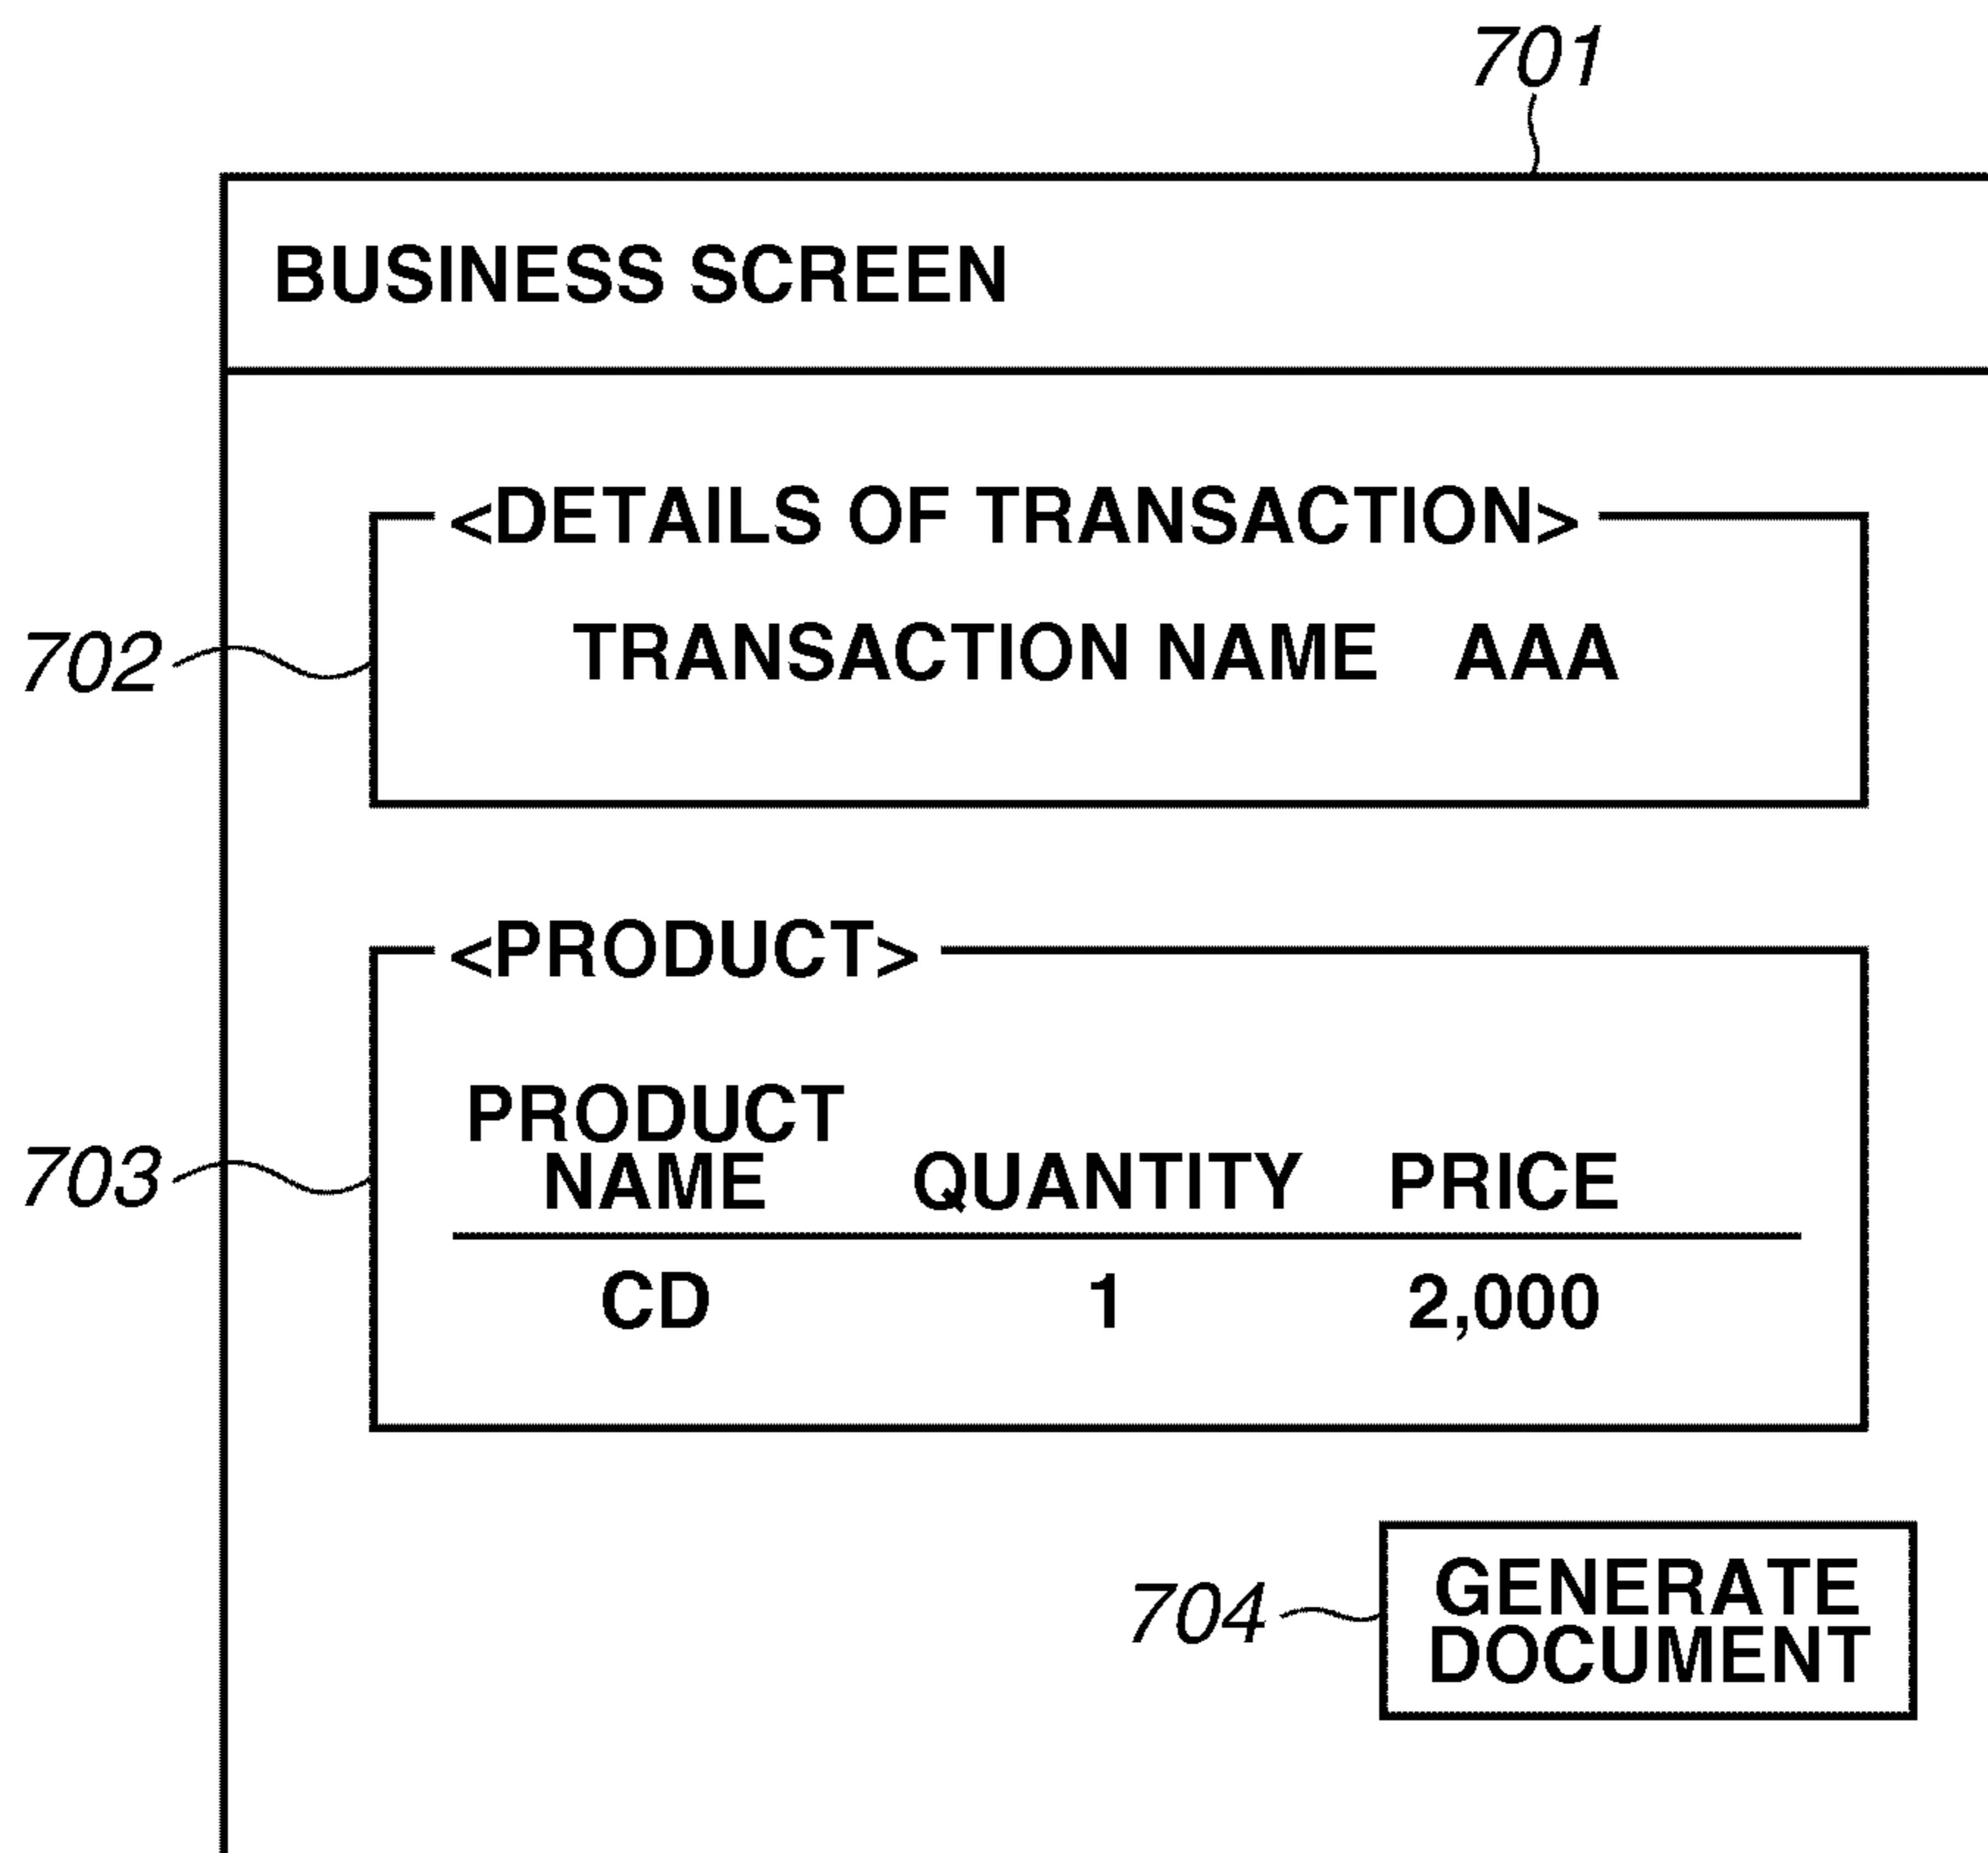 701
BUSINESS SCREEN
<DETAILS OF TRANSACTION>
702
TRANSACTION NAME AAA
<PRODUCT>
703
PRODUCT
NAME QUANTITY PRICE
CD 1 2,000
704
GENERATE
DOCUMENT